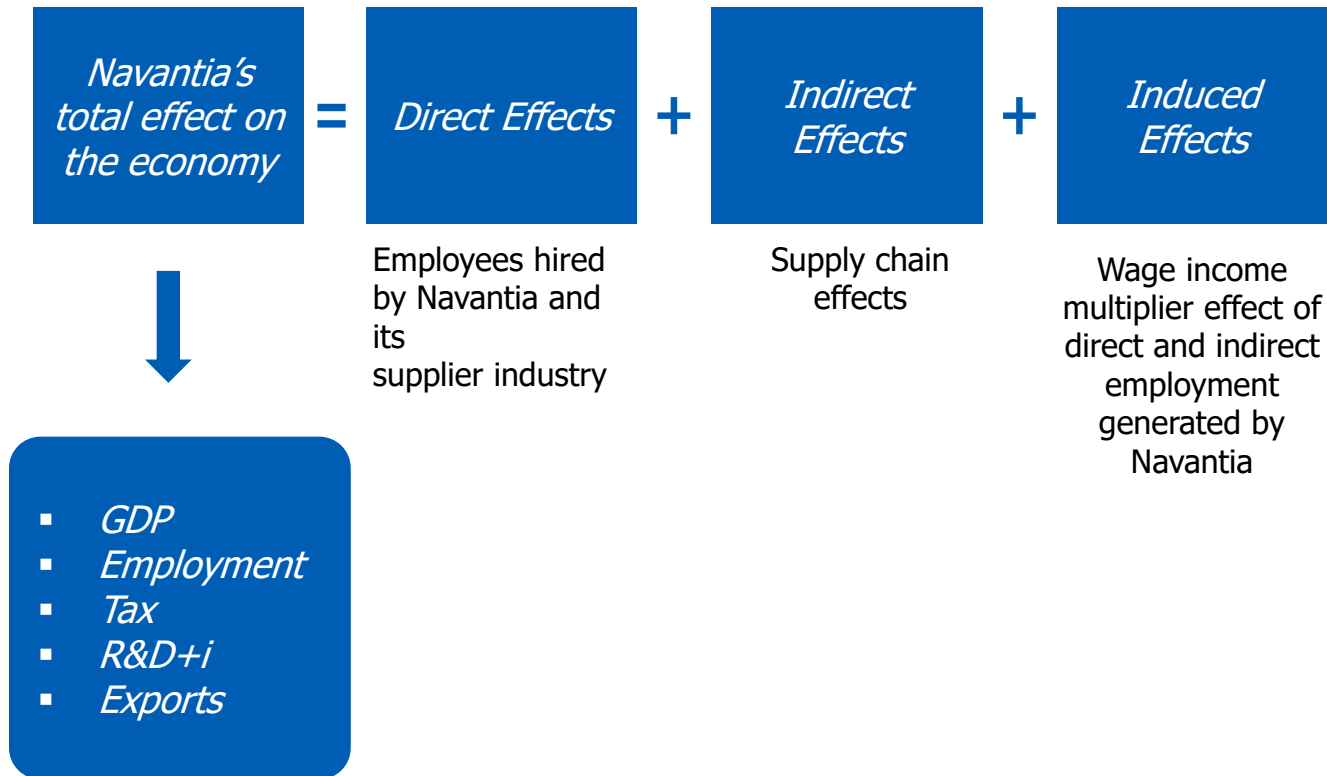 Navantia's
total effect on
the economy
=
Direct Effects
+
Indirect
Effects
+
Induced
Effects
Employees hired
by Navantia and
its
supplier industry
Supply chain
effects
Wage income
multiplier effect of
direct and indirect
employment
generated by
Navantia
▪ GDP
▪ Employment
▪ Tax
▪ R&D+i
▪ Exports